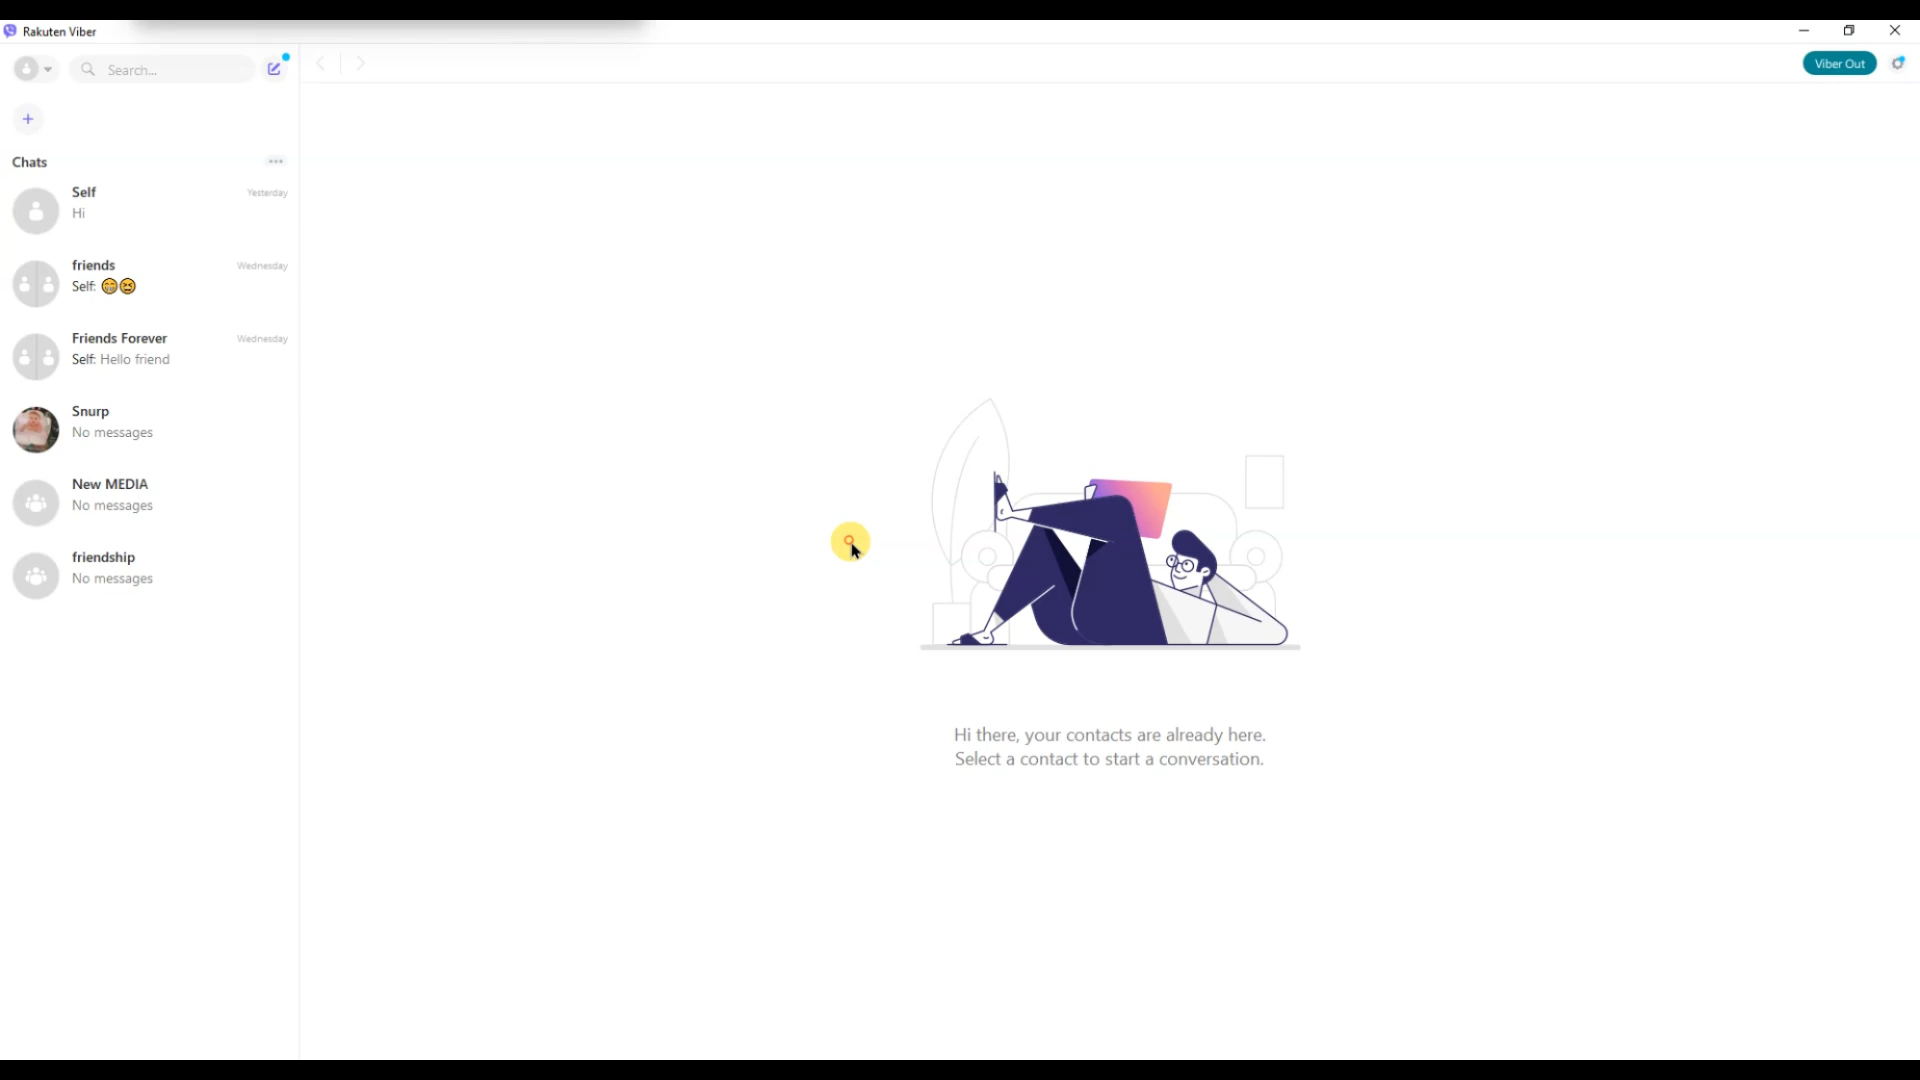 Rakuten Viber
Search...
Viber Out
Chats
Self
Yesterday
Hi
friends
Wednesday
Self: 😁😆
Friends Forever
Wednesday
Self: Hello friend
Snurp
No messages
New MEDIA
No messages
friendship
No messages
Hi there, your contacts are already here.
Select a contact to start a conversation.